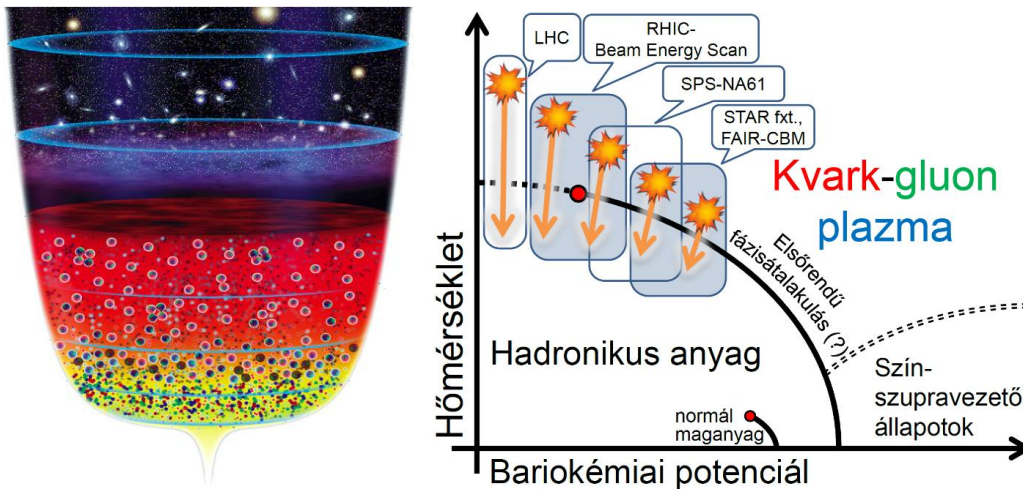 LHC
RHIC-
Beam Energy Scan
SPS-NA61
STAR fxt.,
FAIR-CBM
Kvark-gluon
plazma
Hőmérséklet
Elsőrendű
fázisátalakulás (?)
Hadronikus anyag
Szín-
szupravezető
állapotok
normál
maganyag
Bariokémiai potenciál